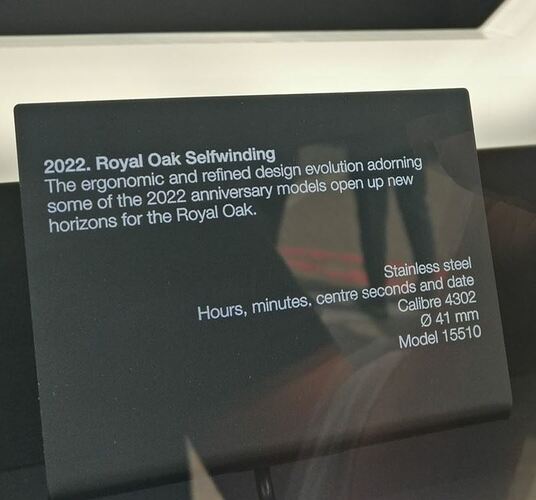 2022. Royal Oak Selfwinding
The ergonomic and refined design evolution adorning
some of the 2022 anniversary models open up new
horizons for the Royal Oak.
Stainless steel
Hours, minutes, centre seconds and date
Calibre 4302
Ø 41 mm
Model 15510